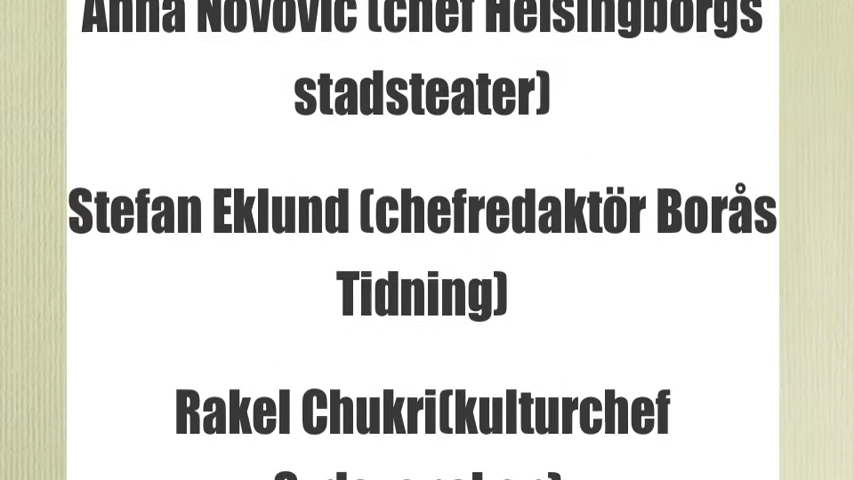 Anna Novovic (chef Helsingborgs
stadsteater)
Stefan Eklund (chefredaktör Borås
Tidning)
Rakel Chukri(kulturchef